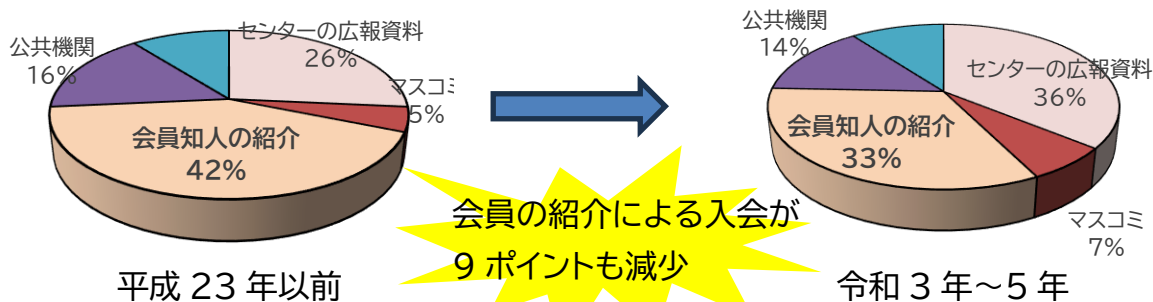 公共機関
16%
センターの広報資料
26%
マスコミ
5%
会員知人の紹介
42%
平成 23 年以前
会員の紹介による入会が
9 ポイントも減少
公共機関
14%
センターの広報資料
36%
会員知人の紹介
33%
マスコミ
7%
令和 3 年～5 年